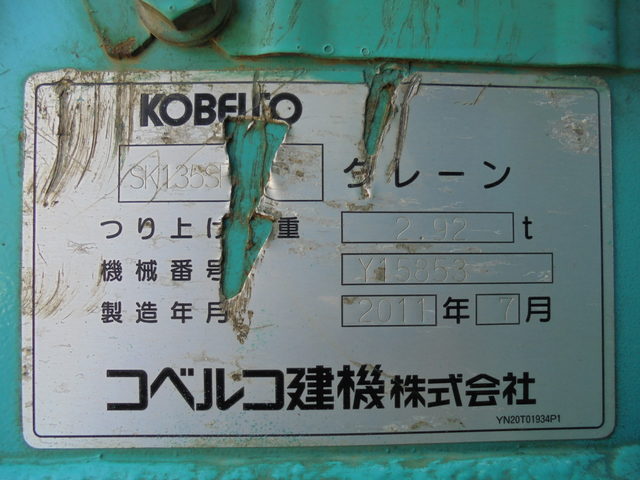 KOBELCO
SK135S クレーン
つり上げ 重 2.92 t
機械番号 Y15853
製造年月 2011 年 7 月
コベルコ建機株式会社
YN20T01934P1